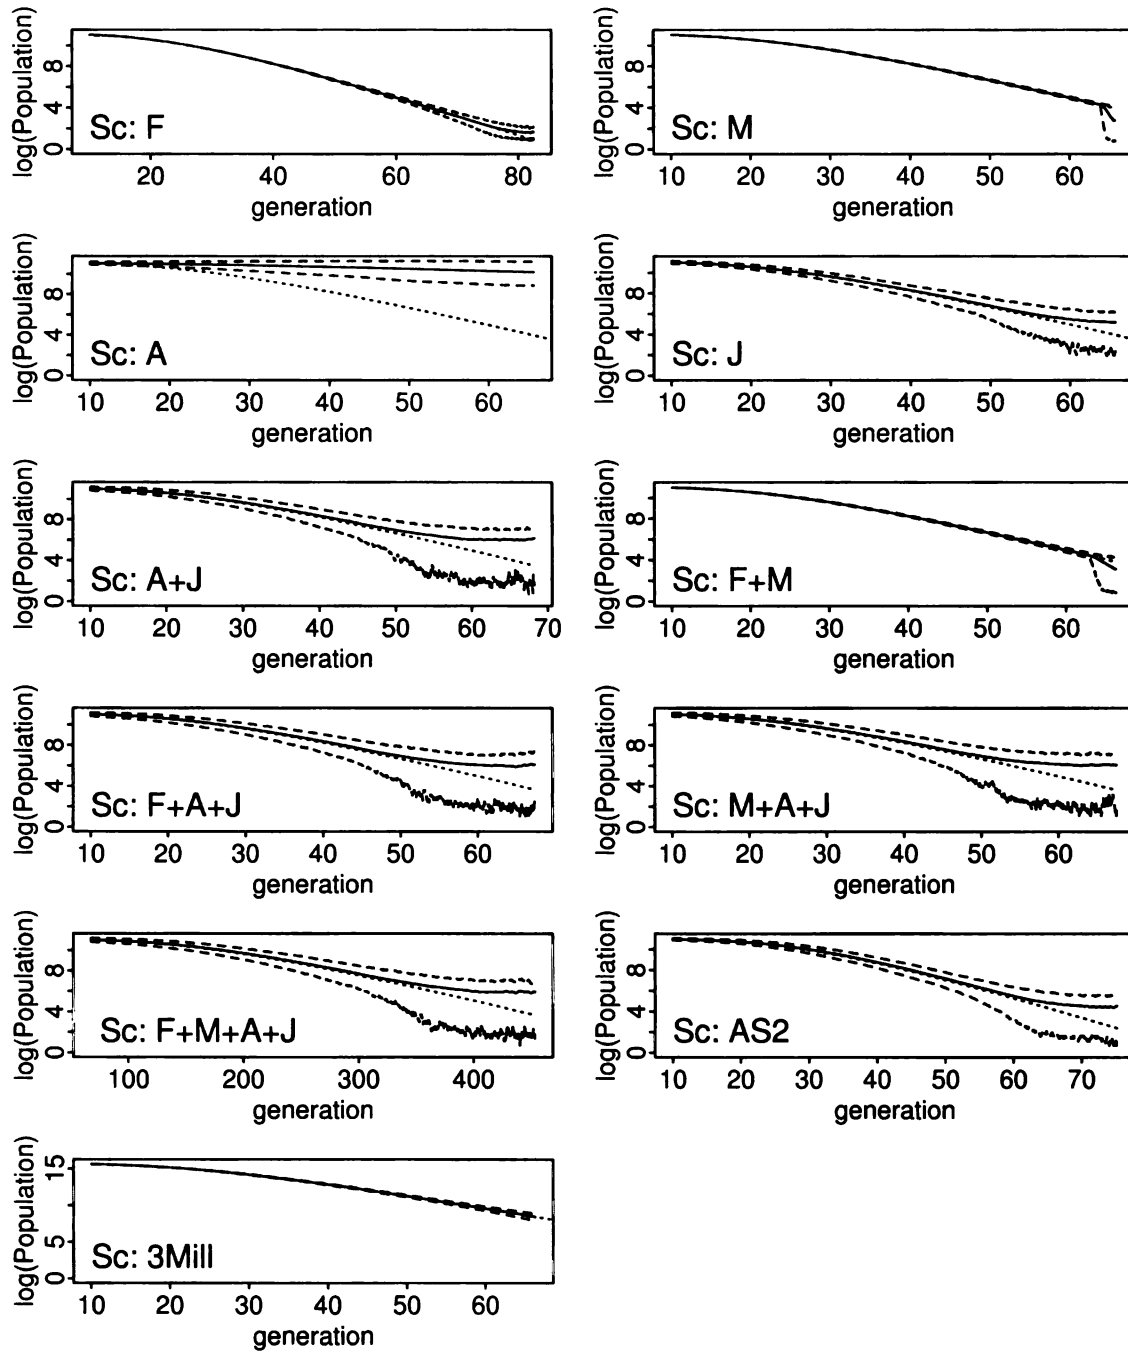 log(Population)
0 4 8
Sc: F
20 40 60 80
generation
log(Population)
0 4 8
Sc: M
10 20 30 40 50 60
generation
log(Population)
0 4 8
Sc: A
10 20 30 40 50 60
generation
log(Population)
0 4 8
Sc: J
10 20 30 40 50 60
generation
log(Population)
0 4 8
Sc: A+J
10 20 30 40 50 60 70
generation
log(Population)
0 4 8
Sc: F+M
10 20 30 40 50 60
generation
log(Population)
0 4 8
Sc: F+A+J
10 20 30 40 50 60
generation
log(Population)
0 4 8
Sc: M+A+J
10 20 30 40 50 60
generation
log(Population)
0 4 8
Sc: F+M+A+J
100 200 300 400
generation
log(Population)
0 4 8
Sc: AS2
10 20 30 40 50 60 70
generation
log(Population)
0 5 15
Sc: 3Mill
10 20 30 40 50 60
generation